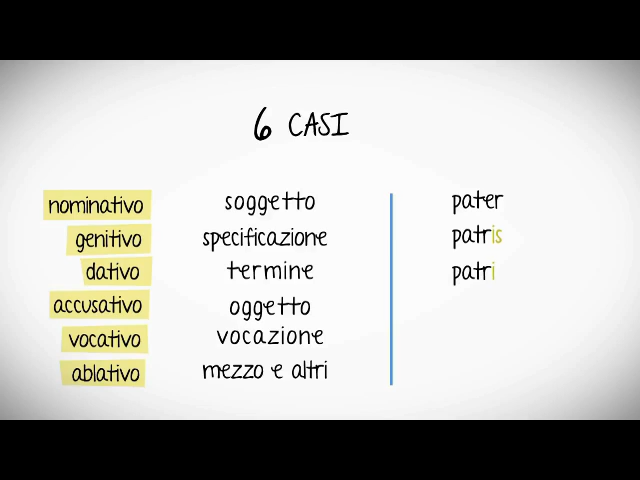 6 CASI
nominativo soggetto pater
genitivo specificazione patris
dativo termine patri
accusativo oggetto
vocativo vocazione
ablativo mezzo e altri